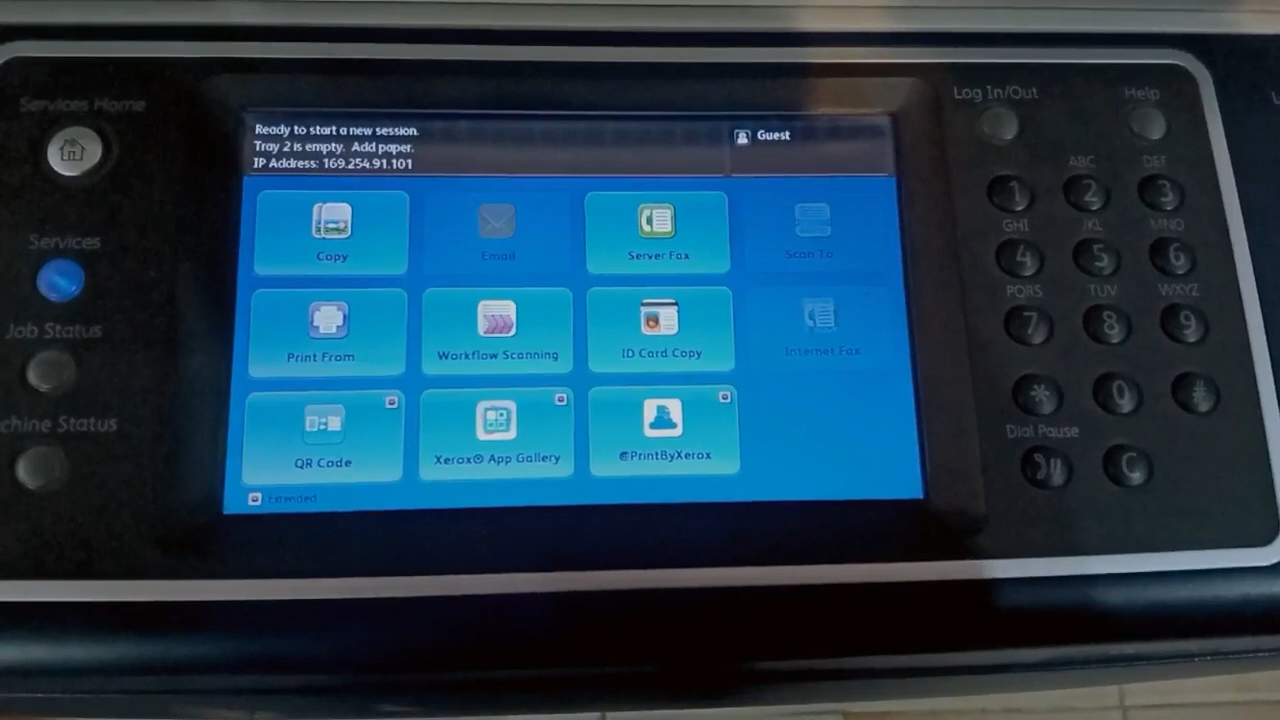 Services Home
Services
Job Status
chine Status
Ready to start a new session.
Tray 2 is empty. Add paper.
IP Address: 169.254.91.101
Guest
Copy
Email
Server Fax
Scan To...
Print From...
Workflow Scanning
ID Card Copy
Internet Fax
QR Code
Xerox® App Gallery
@PrintByXerox
Extended
Log In/Out
Help
ABC
DEF
1
2
3
GHI
JKL
MNO
4
5
6
PQRS
TUV
WXYZ
7
8
9
*
0
#
Dial Pause
C